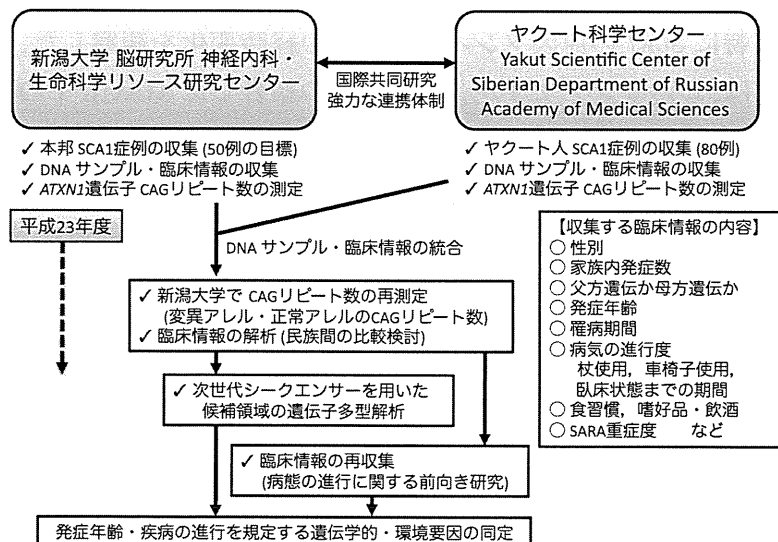 新潟大学 脳研究所 神経内科・
生命科学リソース研究センター
国際共同研究
強力な連携体制
ヤクート科学センター
Yakut Scientific Center of
Siberian Department of Russian
Academy of Medical Sciences
✓ 本邦 SCA1症例の収集 (50例の目標)
✓ DNA サンプル・臨床情報の収集
✓ ATXN1遺伝子 CAGリピート数の測定
✓ ヤクート人 SCA1症例の収集 (80例)
✓ DNA サンプル・臨床情報の収集
✓ ATXN1遺伝子 CAGリピート数の測定
平成23年度
DNA サンプル・臨床情報の統合
✓ 新潟大学で CAGリピート数の再測定
(変異アレル・正常アレルのCAGリピート数)
✓ 臨床情報の解析 (民族間の比較検討)
✓ 次世代シークエンサーを用いた
候補領域の遺伝子多型解析
✓ 臨床情報の再収集
(病態の進行に関する前向き研究)
発症年齢・疾病の進行を規定する遺伝学的・環境要因の同定
【収集する臨床情報の内容】
○ 性別
○ 家族内発症数
○ 父方遺伝か母方遺伝か
○ 発症年齢
○ 罹病期間
○ 病気の進行度
杖使用，車椅子使用，
臥床状態までの期間
○ 食習慣，嗜好品・飲酒
○ SARA重症度 など